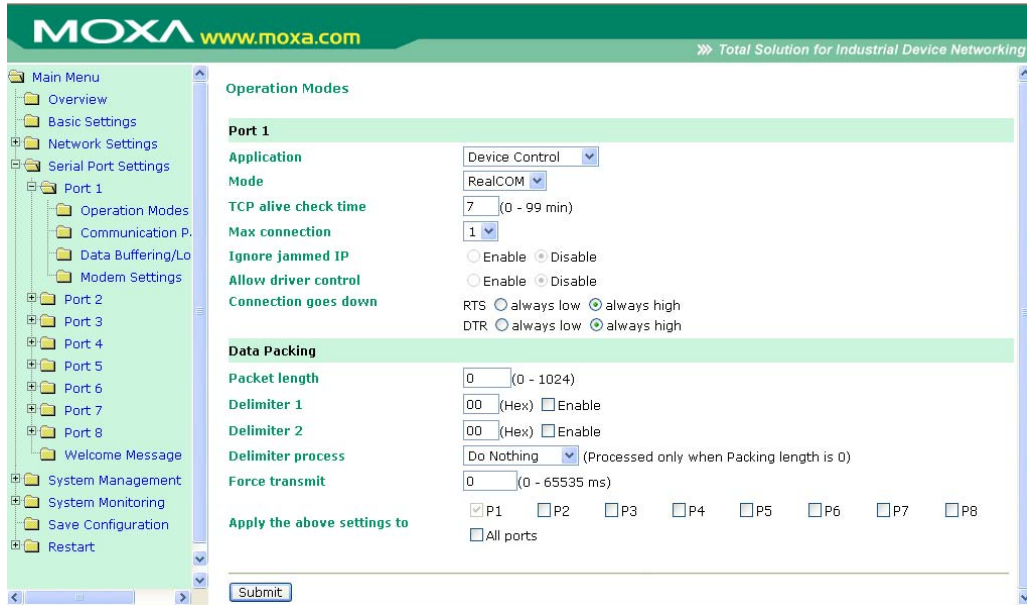 MOXA www.moxa.com
Total Solution for Industrial Device Networking
Main Menu
Overview
Basic Settings
Network Settings
Serial Port Settings
Port 1
Operation Modes
Communication P
Data Buffering/Lo
Modem Settings
Port 2
Port 3
Port 4
Port 5
Port 6
Port 7
Port 8
Welcome Message
System Management
System Monitoring
Save Configuration
Restart
Operation Modes
Port 1
Application Device Control
Mode RealCOM
TCP alive check time 7 (0 - 99 min)
Max connection 1
Ignore jammed IP Enable Disable
Allow driver control Enable Disable
Connection goes down RTS always low always high
DTR always low always high
Data Packing
Packet length 0 (0 - 1024)
Delimiter 1 00 (Hex) Enable
Delimiter 2 00 (Hex) Enable
Delimiter process Do Nothing (Processed only when Packing length is 0)
Force transmit 0 (0 - 65535 ms)
Apply the above settings to P1 P2 P3 P4 P5 P6 P7 P8
All ports
Submit